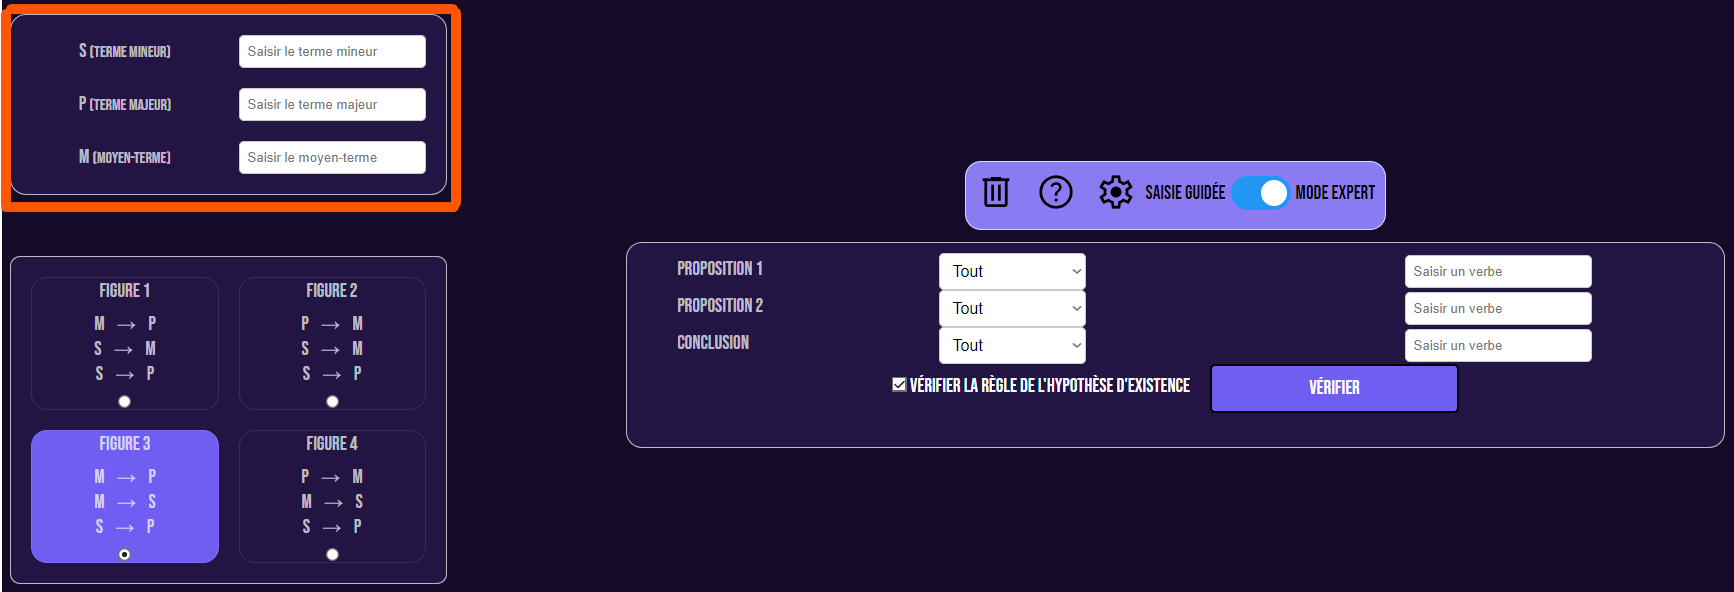 S (TERME MINEUR) Saisir le terme mineur
P (TERME MAJEUR) Saisir le terme majeur
M (MOYEN-TERME) Saisir le moyen-terme
SAISIE GUIDÉE MODE EXPERT
FIGURE 1
M → P
S → M
S → P
FIGURE 2
P → M
S → M
S → P
FIGURE 3
M → P
M → S
S → P
FIGURE 4
P → M
M → S
S → P
PROPOSITION 1 Tout Saisir un verbe
PROPOSITION 2 Tout Saisir un verbe
CONCLUSION Tout Saisir un verbe
VÉRIFIER LA RÈGLE DE L'HYPOTHÈSE D'EXISTENCE VÉRIFIER